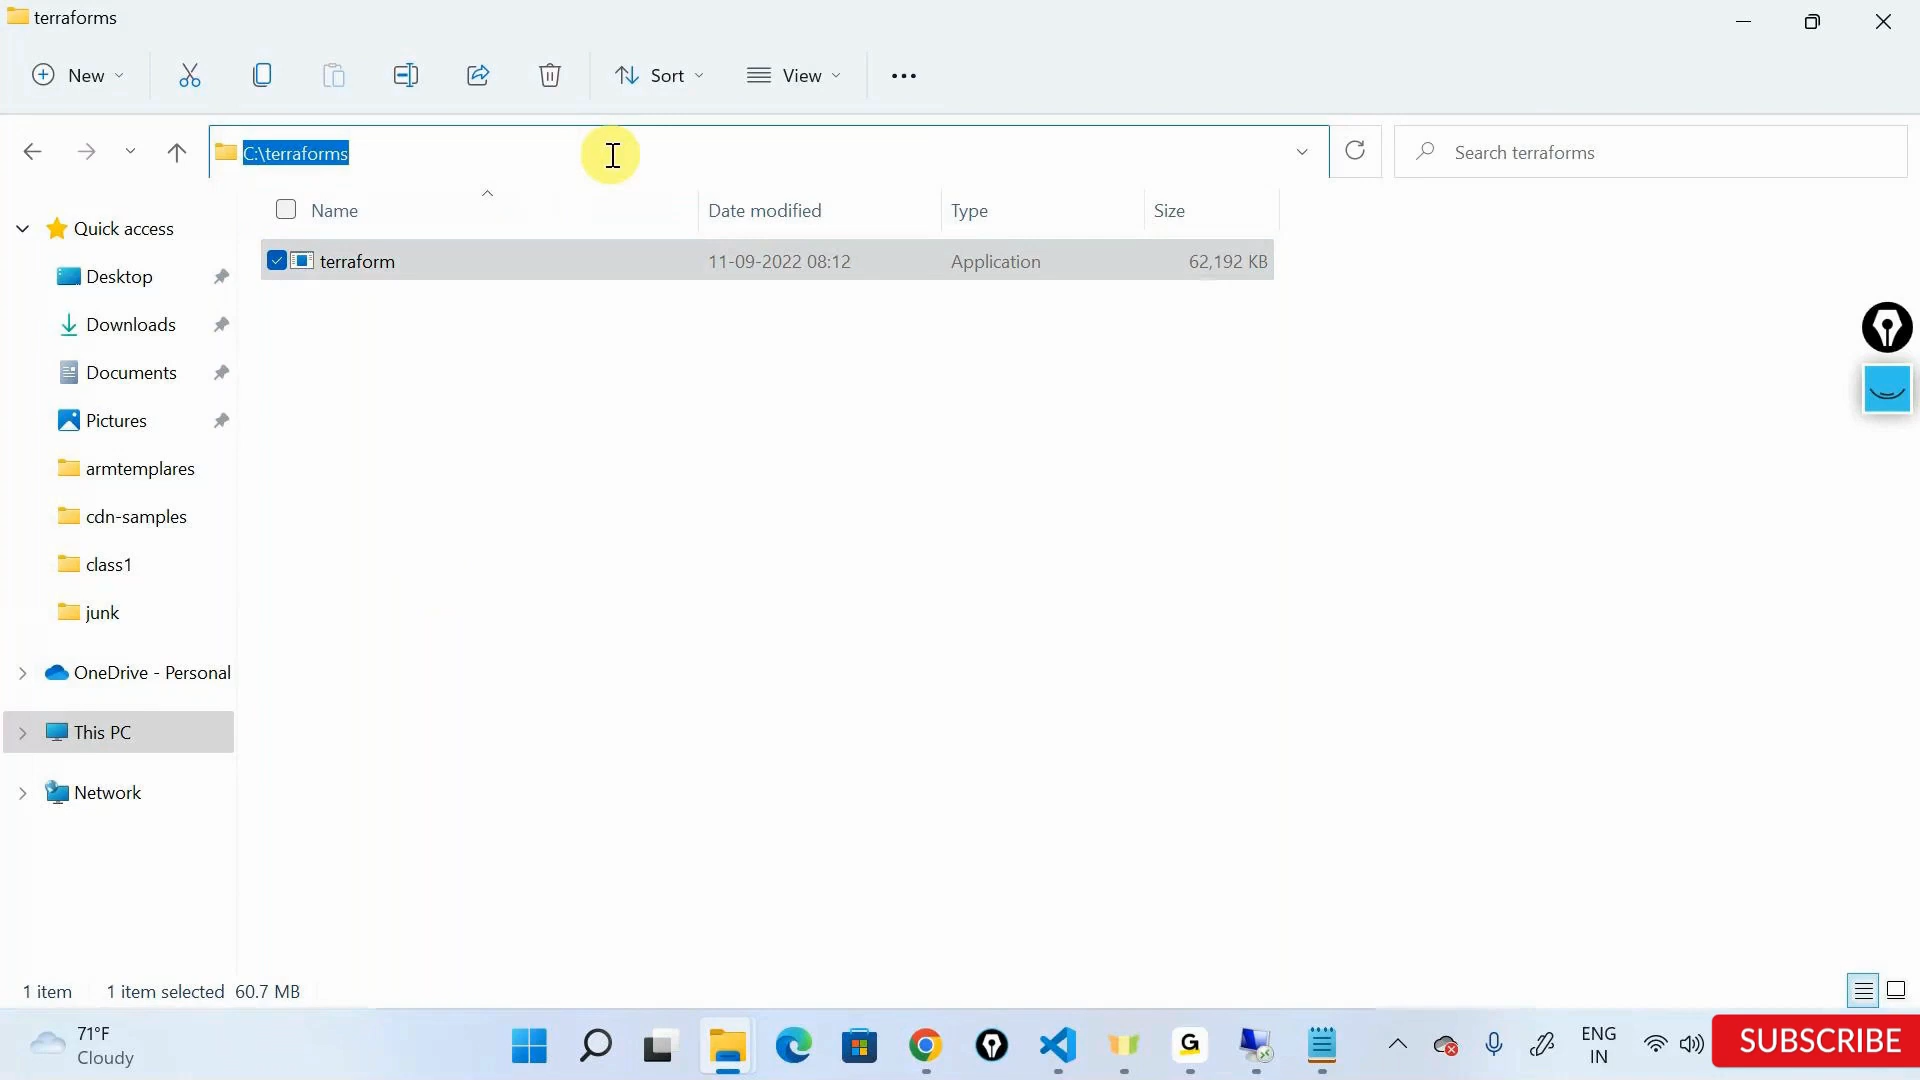 terraforms
New
Sort
View
C:\terraforms
Search terraforms
Name
Date modified
Type
Size
terraform
11-09-2022 08:12
Application
62,192 KB
Quick access
Desktop
Downloads
Documents
Pictures
armtemplares
cdn-samples
class1
junk
OneDrive - Personal
This PC
Network
1 item
1 item selected 60.7 MB
71°F
Cloudy
G
ENG
IN
SUBSCRIBE